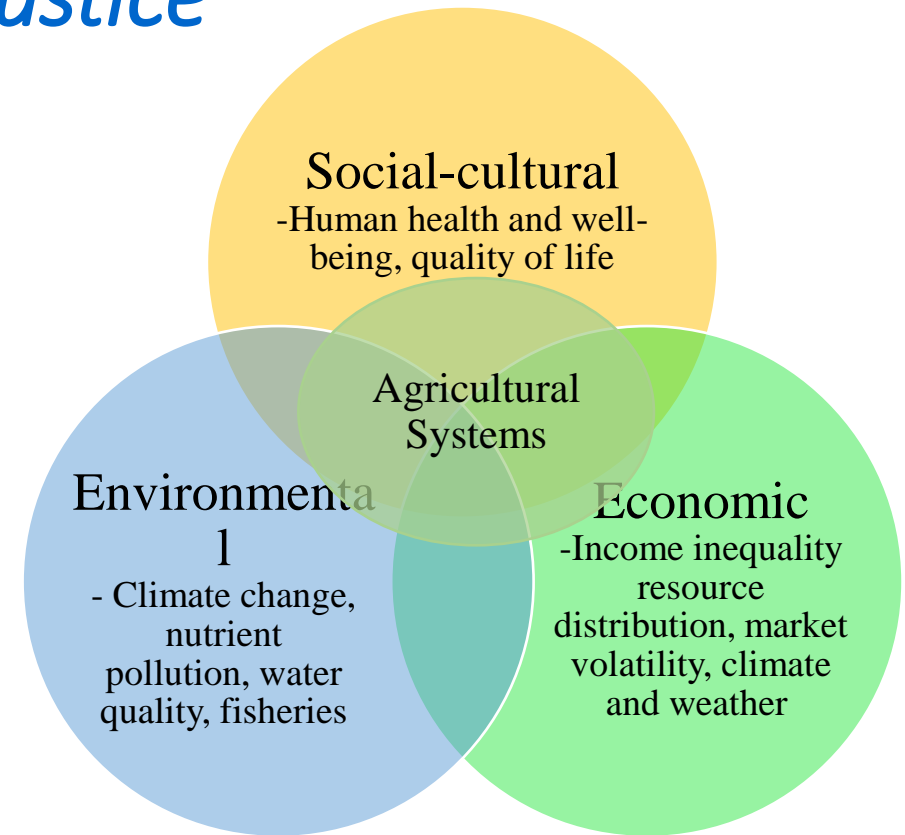 ustice
Social-cultural
-Human health and well-
being, quality of life
Agricultural
Systems
Environmenta
l
- Climate change,
nutrient
pollution, water
quality, fisheries
Economic
-Income inequality
resource
distribution, market
volatility, climate
and weather